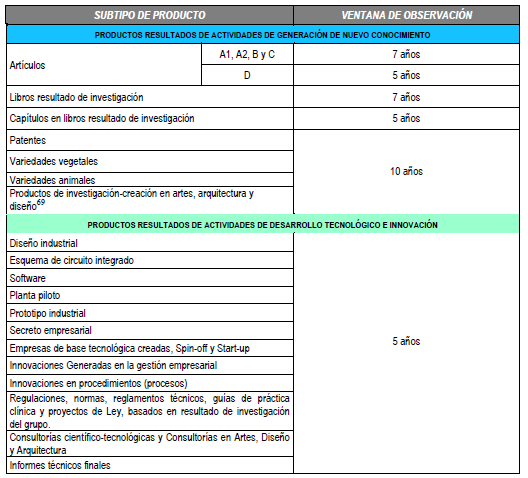 SUBTIPO DE PRODUCTO VENTANA DE OBSERVACIÓN
PRODUCTOS RESULTADOS DE ACTIVIDADES DE GENERACIÓN DE NUEVO CONOCIMIENTO
Artículos
A1, A2, B y C 7 años
D 5 años
Libros resultado de investigación 7 años
Capítulos en libros resultado de investigación 5 años
Patentes
Variedades vegetales
Variedades animales
Productos de investigación-creación en artes, arquitectura y
diseño69
10 años
PRODUCTOS RESULTADOS DE ACTIVIDADES DE DESARROLLO TECNOLÓGICO E INNOVACIÓN
Diseño industrial
Esquema de circuito integrado
Software
Planta piloto
Prototipo industrial
Secreto empresarial
Empresas de base tecnológica creadas, Spin-off y Start-up
Innovaciones Generadas en la gestión empresarial
Innovaciones en procedimientos (procesos)
Regulaciones, normas, reglamentos técnicos, guías de práctica
clínica y proyectos de Ley, basados en resultado de investigación
del grupo.
Consultorías científico-tecnológicas y Consultorías en Artes, Diseño
y Arquitectura
Informes técnicos finales
5 años